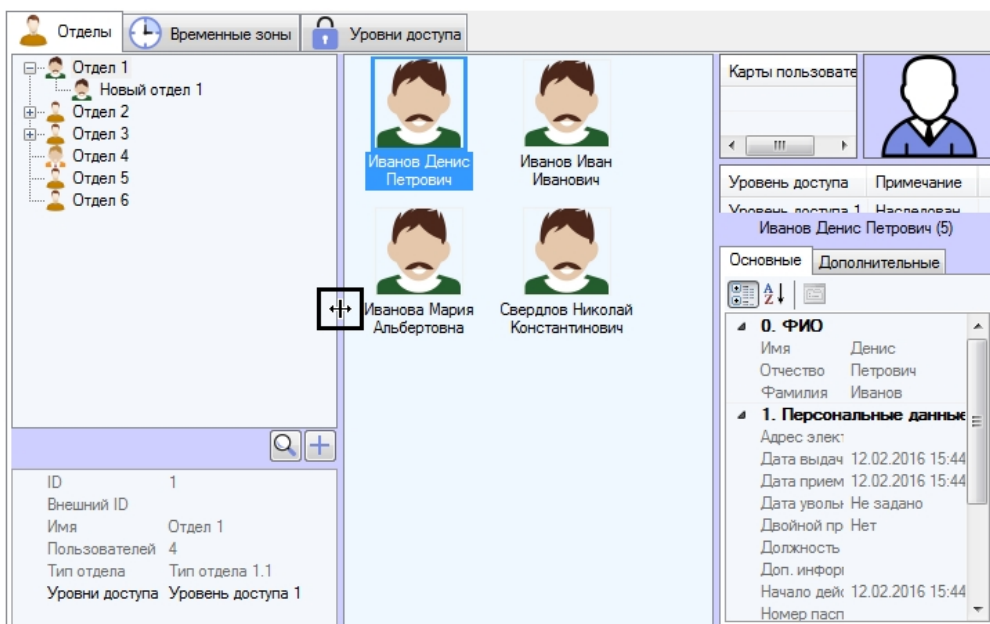 Отделы Временные зоны Уровни доступа
Отдел 1
Новый отдел 1
Отдел 2
Отдел 3
Отдел 4
Отдел 5
Отдел 6
ID 1
Внешний ID
Имя Отдел 1
Пользователей 4
Тип отдела Тип отдела 1.1
Уровни доступа Уровень доступа 1
Иванов Денис
Петрович
Иванов Иван
Иванович
Иванова Мария
Альбертовна
Свердлов Николай
Константинович
Карты пользовате
Уровень доступа Примечание
Уровень доступа 1 Наследован
Иванов Денис Петрович (5)
Основные Дополнительные
0. ФИО
Имя Денис
Отчество Петрович
Фамилия Иванов
1. Персональные данные
Адрес элект
Дата выдач 12.02.2016 15:44
Дата прием 12.02.2016 15:44
Дата увольн Не задано
Двойной пр Нет
Должность
Доп. инфор
Начало дейс 12.02.2016 15:44
Номер пасп